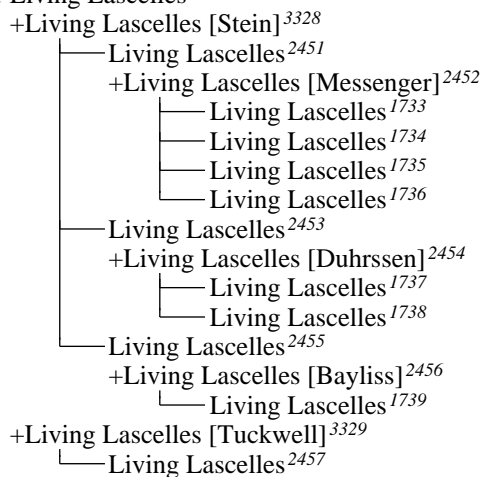 +Living Lascelles [Stein]3328
Living Lascelles2451
+Living Lascelles [Messenger]2452
Living Lascelles1733
Living Lascelles1734
Living Lascelles1735
Living Lascelles1736
Living Lascelles2453
+Living Lascelles [Duhrssen]2454
Living Lascelles1737
Living Lascelles1738
Living Lascelles2455
+Living Lascelles [Bayliss]2456
Living Lascelles1739
+Living Lascelles [Tuckwell]3329
Living Lascelles2457